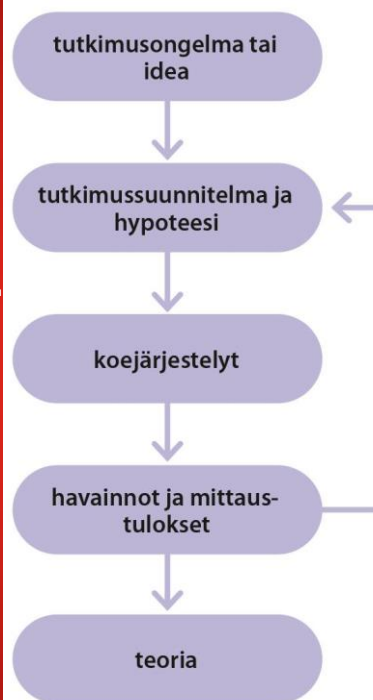 tutkimusongelma tai
idea
tutkimussuunnitelma ja
hypoteesi
koejärjestelyt
havainnot ja mittaus-
tulokset
teoria